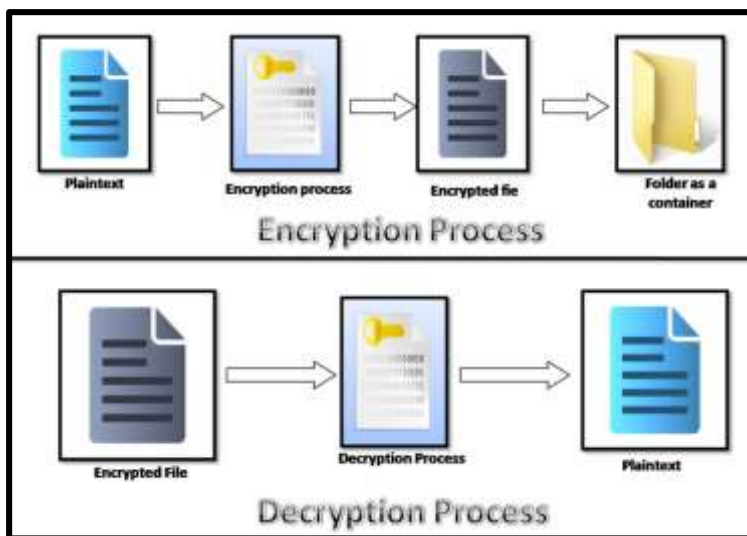 Plaintext
Encryption process
Encrypted fie
Folder as a
container
Encryption Process
Encrypted File
Decryption Process
Plaintext
Decryption Process